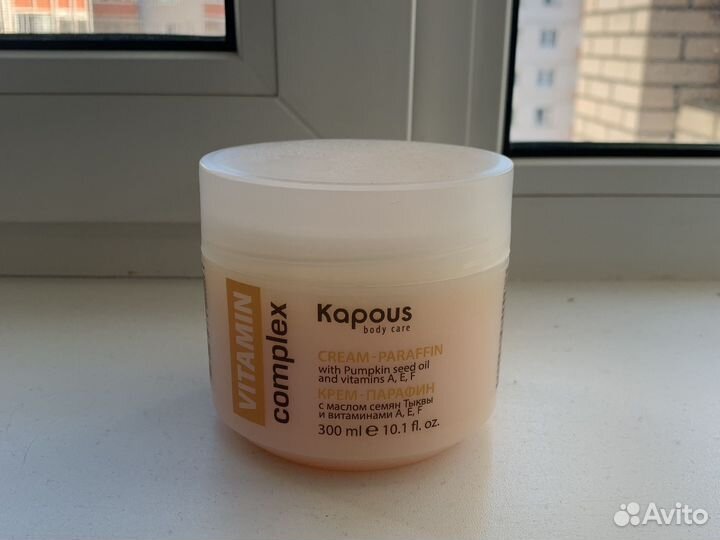 VITAMIN
complex
Kapous
body care
CREAM-PARAFFIN
with Pumpkin seed oil
and vitamins A, E, F
КРЕМ-ПАРАФИН
с маслом семян Тыквы
и витаминами A, E, F
300 ml e 10.1 fl. oz.
Avito